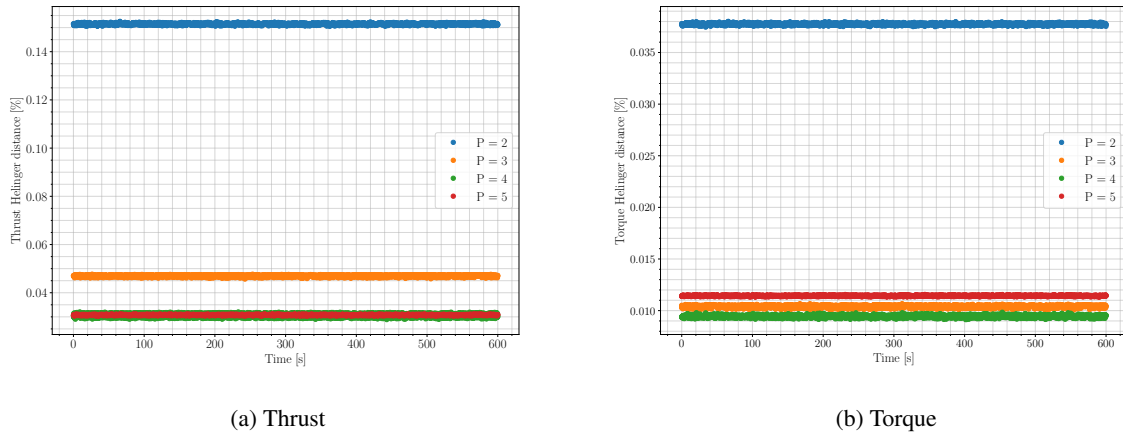 Thrust Helinger distance [%]
0.14
0.12
0.10
0.08
0.06
0.04
P = 2
P = 3
P = 4
P = 5
0 100 200 300 400 500 600
Time [s]
(a) Thrust
Torque Helinger distance [%]
0.035
0.030
0.025
0.020
0.015
0.010
P = 2
P = 3
P = 4
P = 5
0 100 200 300 400 500 600
Time [s]
(b) Torque